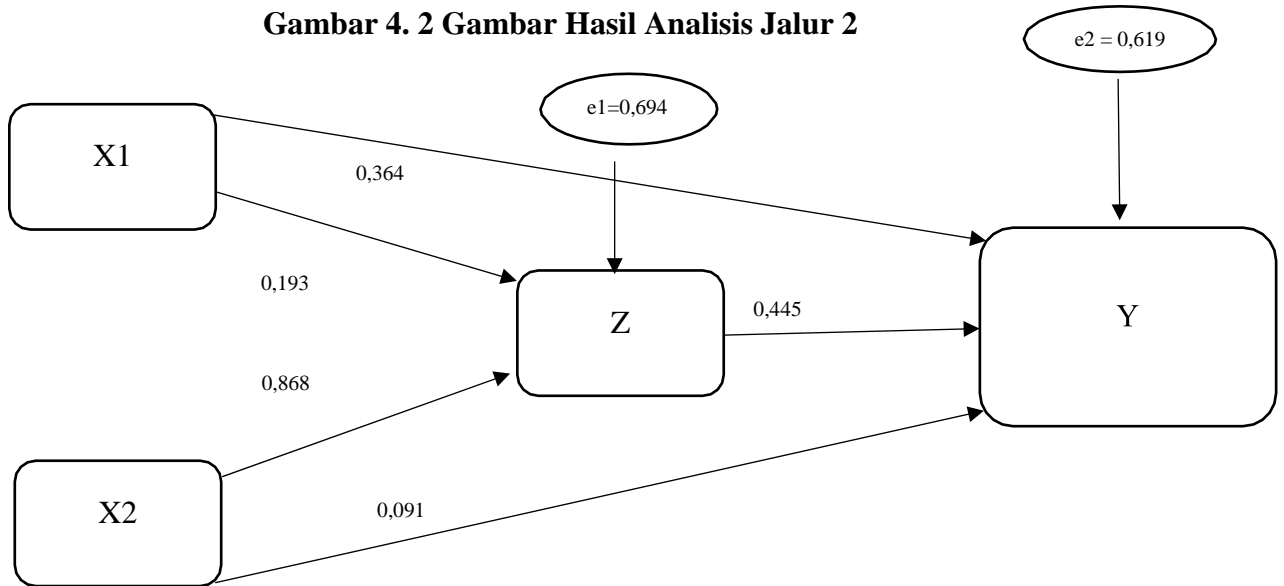 Gambar 4. 2 Gambar Hasil Analisis Jalur 2
e2 = 0,619
e1=0,694
X1
0,364
0,193
Z
0,445
Y
0,868
X2
0,091